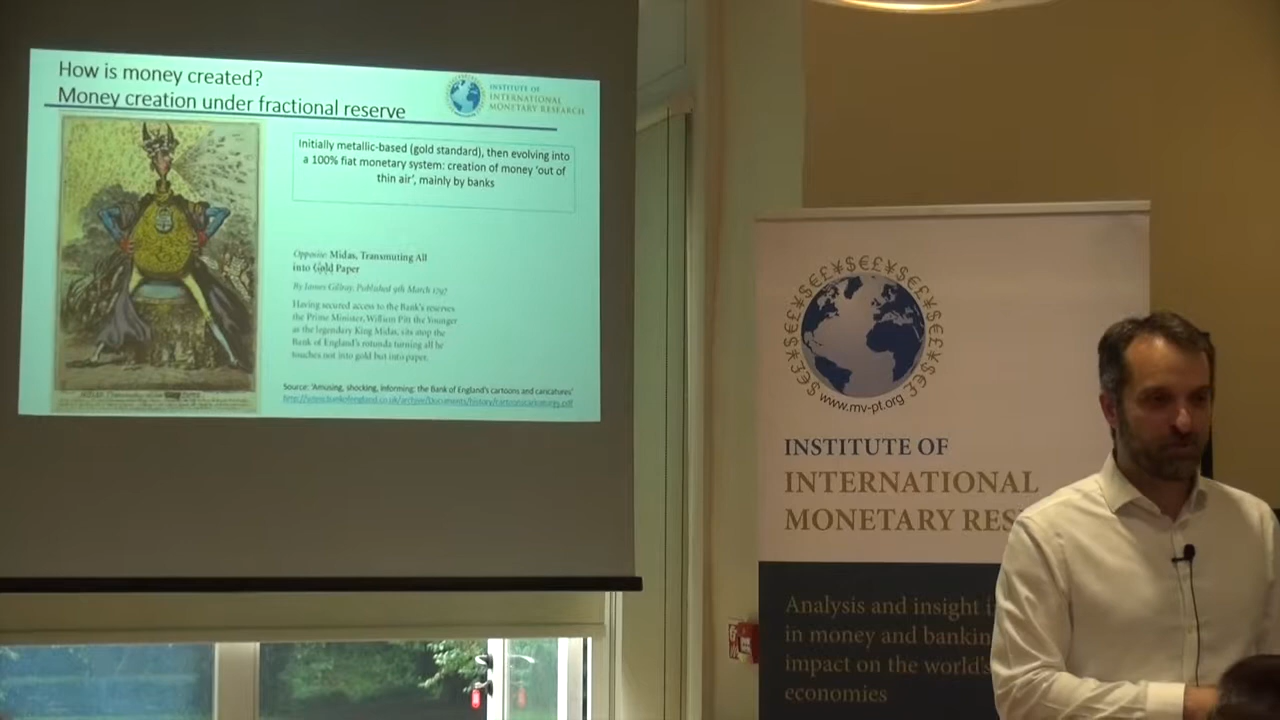 How is money created?
Money creation under fractional reserve
INSTITUTE OF
INTERNATIONAL
MONETARY RESEARCH
Initially metallic-based (gold standard), then evolving into
a 100% fiat monetary system: creation of money 'out of
thin air', mainly by banks
Opposite: Midas, Transmuting All
into Gold Paper
By James Gillray, Published 9th March 1797
Having secured access to the Bank's reserves
the Prime Minister, William Pitt the Younger
as the legendary King Midas, sits atop the
Bank of England's rotunda turning all he
touches not into gold but into paper.
Source: 'Amusing, shocking, informing: the Bank of England's cartoons and caricatures'
$€£¥$€£¥$€£¥
www.mv-pt.org
INSTITUTE OF
INTERNATIONAL
MONETARY RES
Analysis and insight i
in money and bankin
impact on the world's
economies